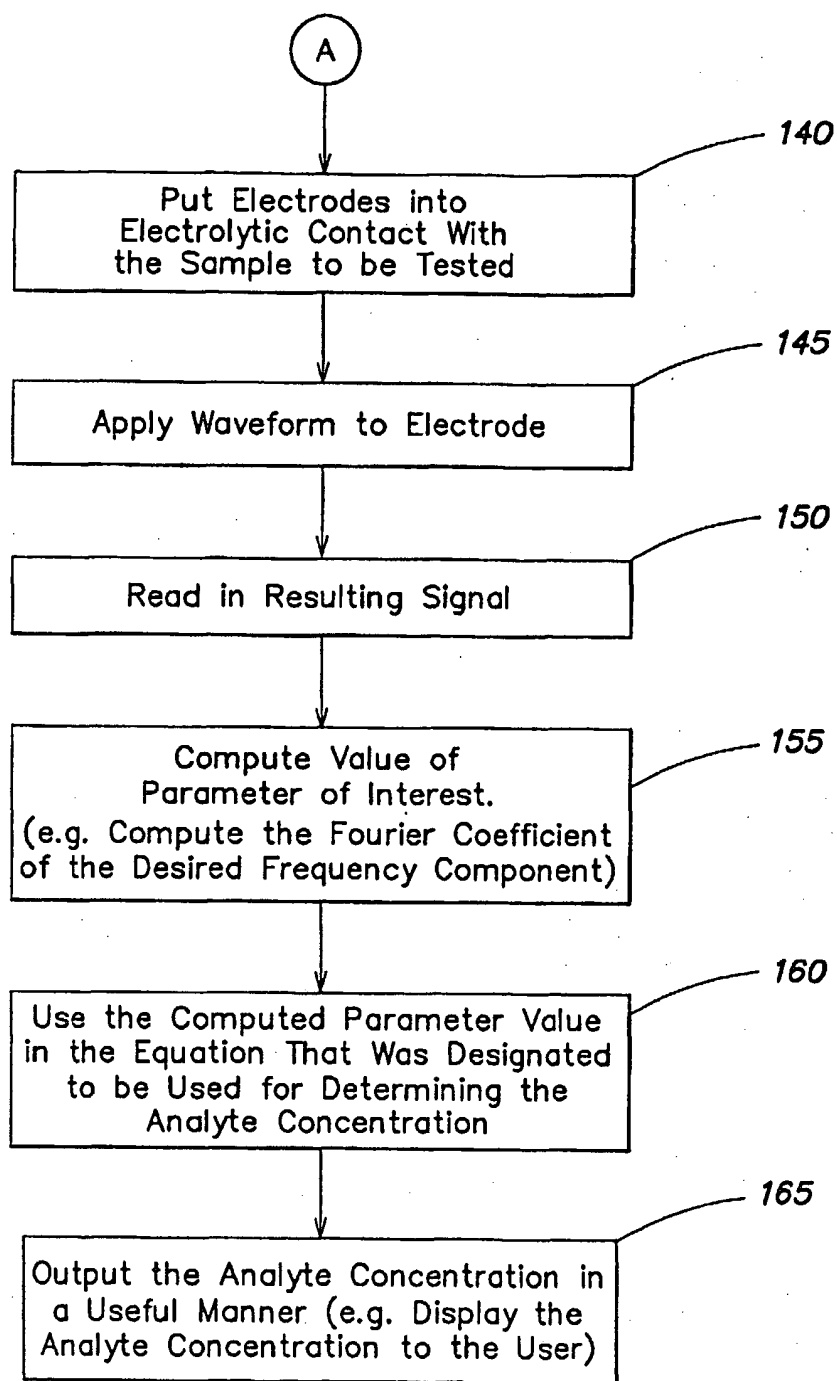 A
140
Put Electrodes into
Electrolytic Contact With
the Sample to be Tested
145
Apply Waveform to Electrode
150
Read in Resulting Signal
155
Compute Value of
Parameter of Interest.
(e.g. Compute the Fourier Coefficient
of the Desired Frequency Component)
160
Use the Computed Parameter Value
in the Equation That Was Designated
to be Used for Determining the
Analyte Concentration
165
Output the Analyte Concentration in
a Useful Manner (e.g. Display the
Analyte Concentration to the User)